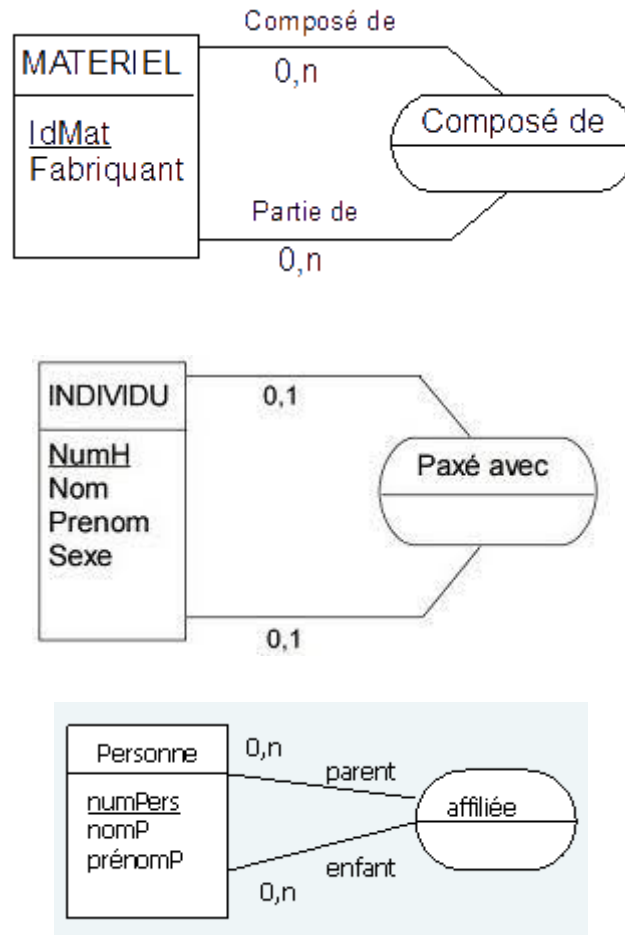 Composé de
MATERIEL
0,n
Composé de
IdMat
Fabriquant
Partie de
0,n
INDIVIDU
0,1
Paxé avec
NumH
Nom
Prenom
Sexe
0,1
Personne
0,n
parent
affiliée
numPers
nomP
prénomP
enfant
0,n